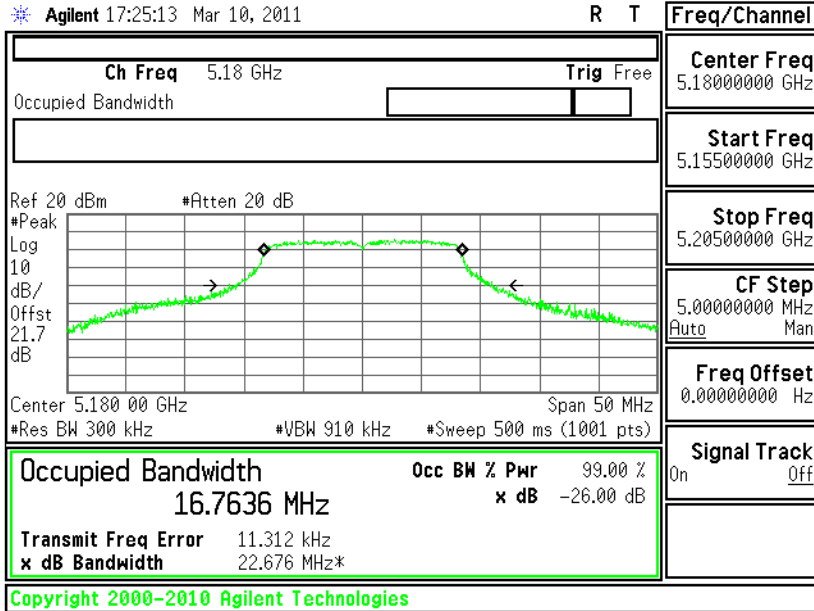 Agilent 17:25:13 Mar 10, 2011 R T
Ch Freq 5.18 GHz Trig Free
Occupied Bandwidth
Ref 20 dBm #Atten 20 dB
#Peak
Log
10
dB/
Offst
21.7
dB
Center 5.180 00 GHz Span 50 MHz
#Res BW 300 kHz #VBW 910 kHz #Sweep 500 ms (1001 pts)
Occupied Bandwidth
16.7636 MHz
Occ BW % Pwr 99.00 %
x dB -26.00 dB
Transmit Freq Error 11.312 kHz
x dB Bandwidth 22.676 MHz*
Copyright 2000-2010 Agilent Technologies
Freq/Channel
Center Freq
5.18000000 GHz
Start Freq
5.15500000 GHz
Stop Freq
5.20500000 GHz
CF Step
5.00000000 MHz
Auto Man
Freq Offset
0.00000000 Hz
Signal Track
On Off